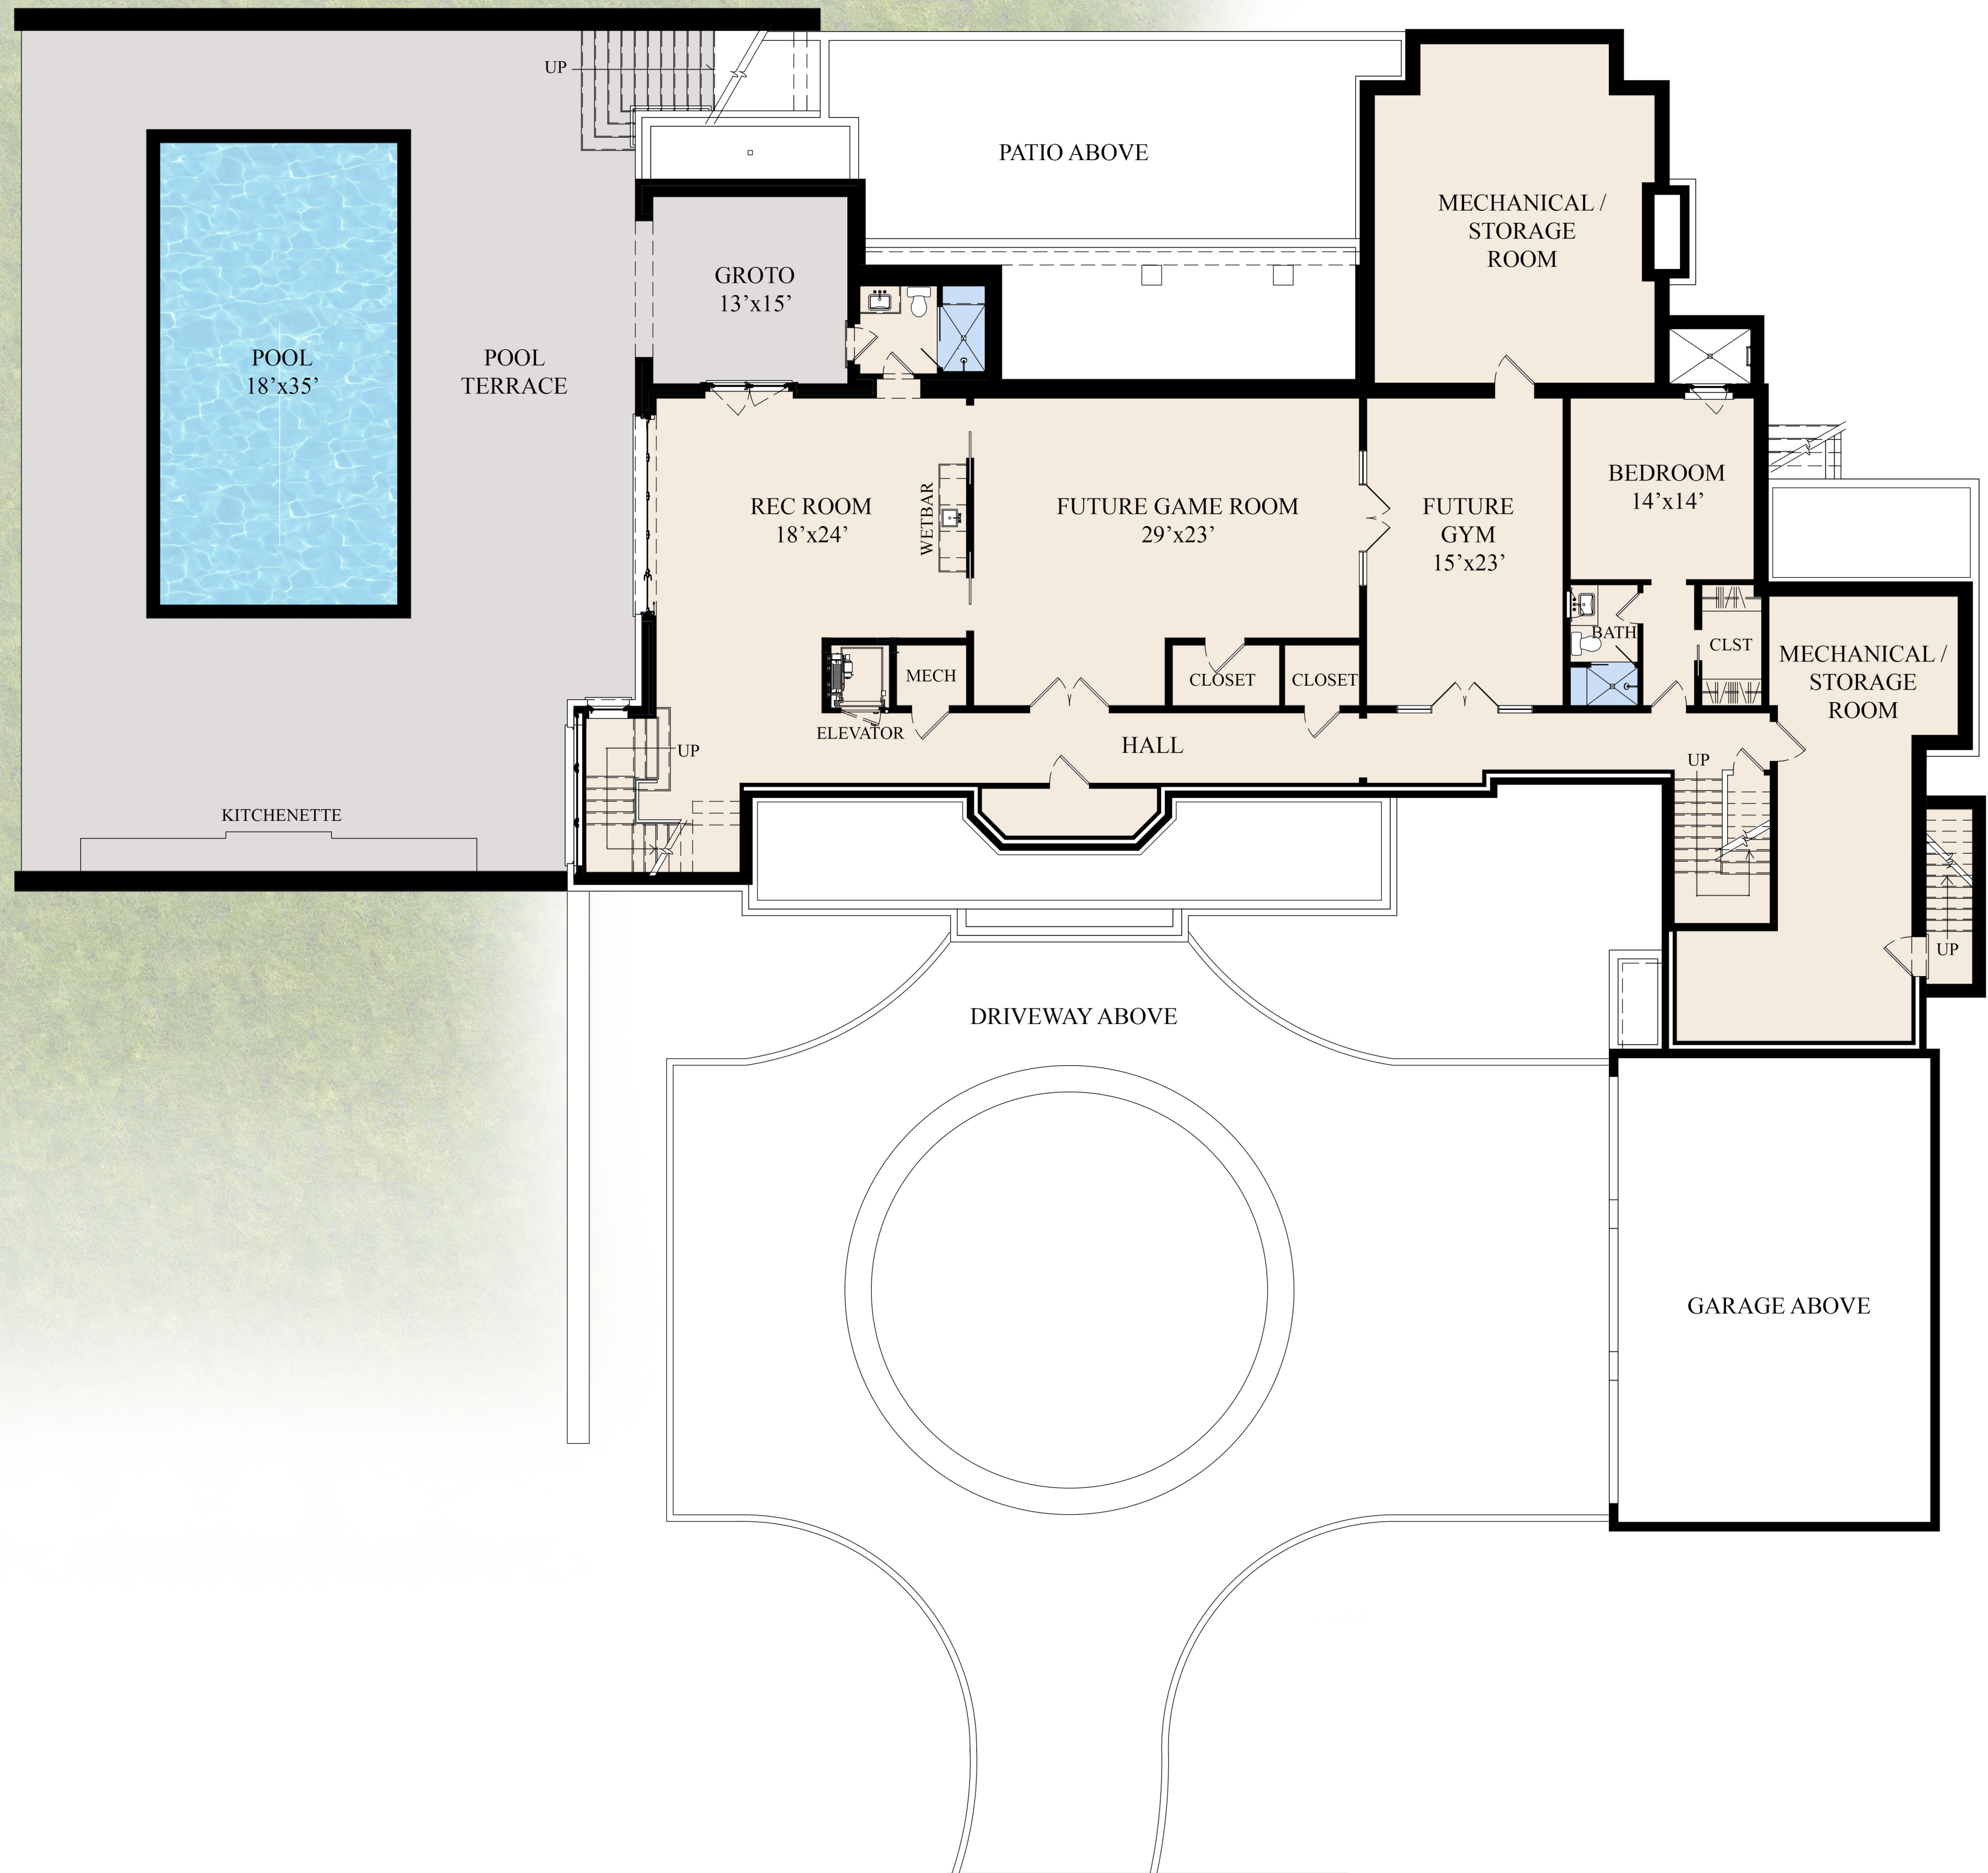 UP
PATIO ABOVE
MECHANICAL /
STORAGE
ROOM
GROTO
13’x15’
POOL
18’x35’
POOL
TERRACE
REC ROOM
18’x24’
WETBAR
FUTURE GAME ROOM
29’x23’
FUTURE
GYM
15’x23’
BEDROOM
14’x14’
BATH
CLST
MECHANICAL /
STORAGE
ROOM
MECH
CLOSET
CLOSET
ELEVATOR
HALL
UP
UP
KITCHENETTE
UP
DRIVEWAY ABOVE
GARAGE ABOVE